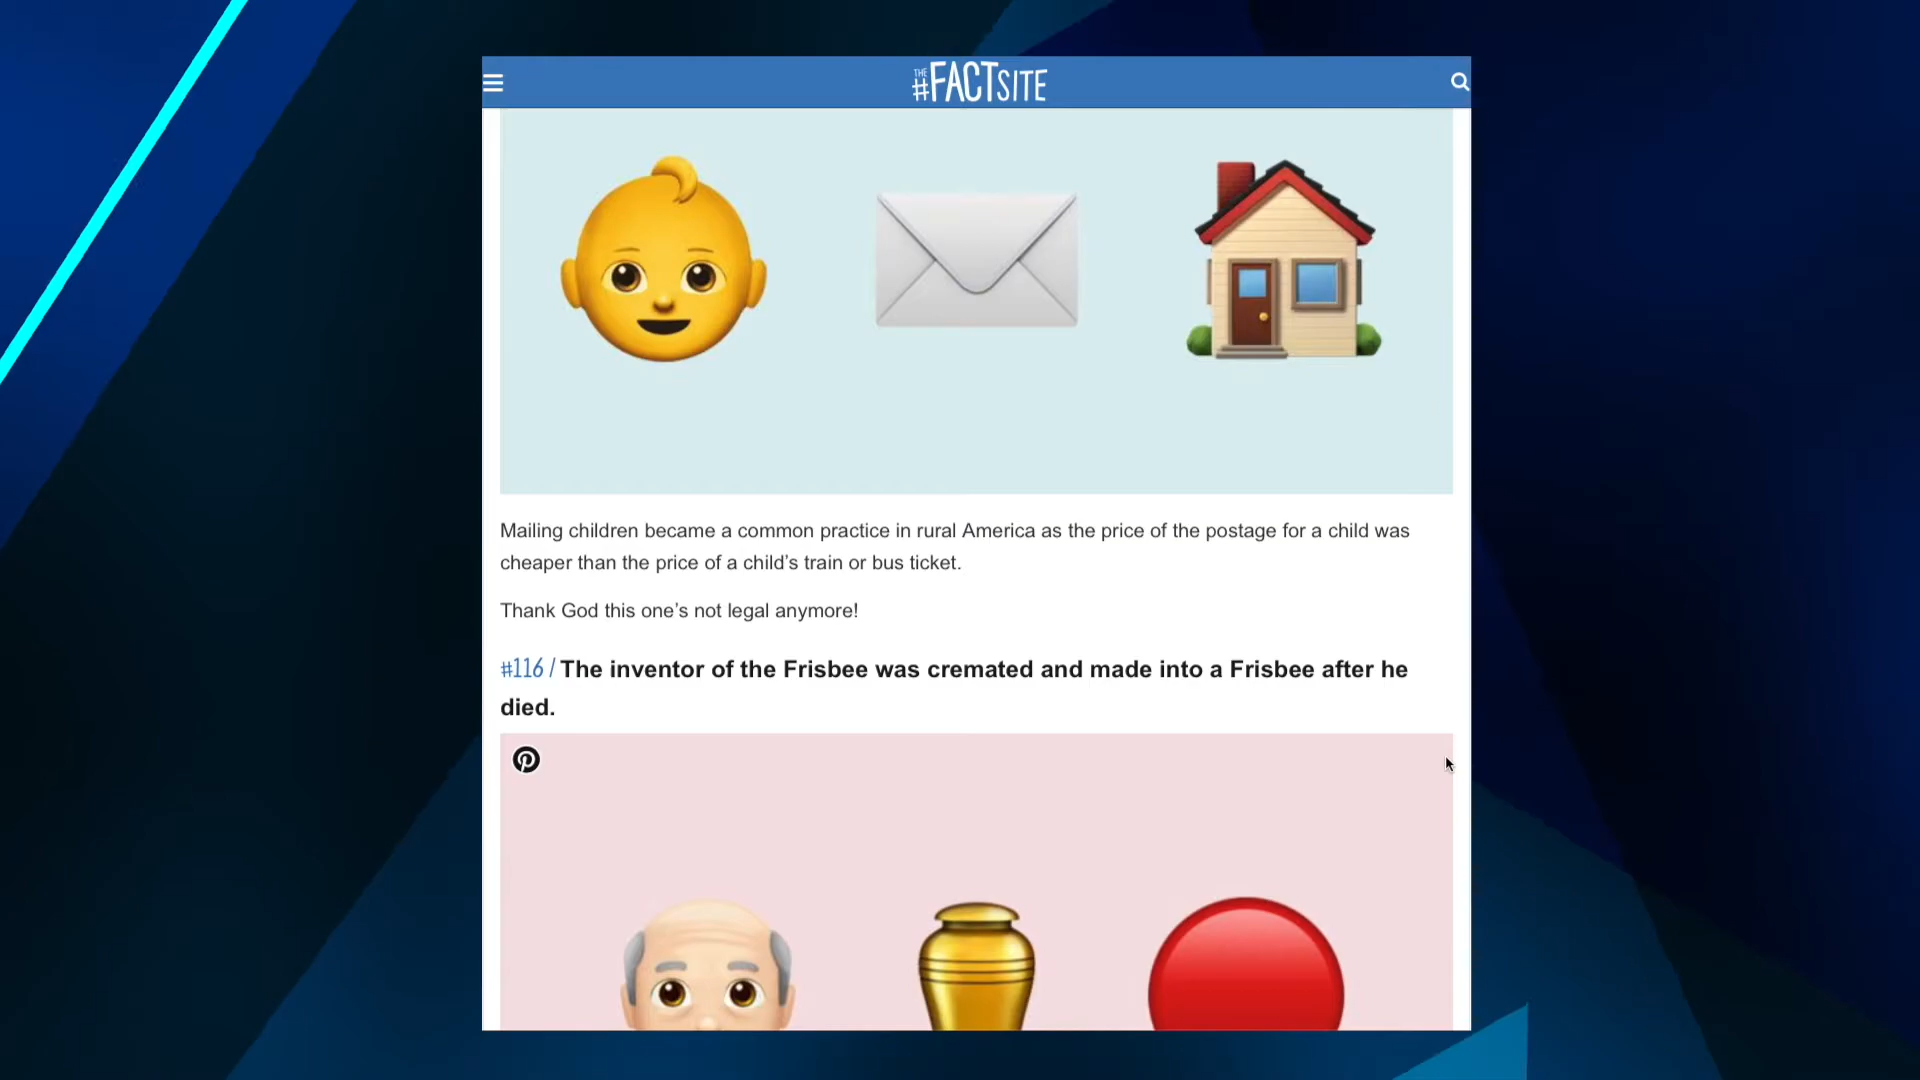 THE #FACTSITE
Mailing children became a common practice in rural America as the price of the postage for a child was
cheaper than the price of a child’s train or bus ticket.
Thank God this one’s not legal anymore!
#116 / The inventor of the Frisbee was cremated and made into a Frisbee after he
died.